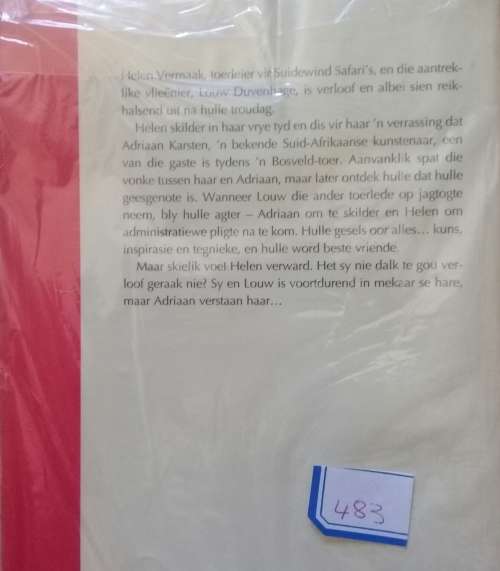 Helen Vermaak, toerleier vir Suidewind Safari's, en die aantrek-
like vlieënier, Louw Duvenhage, is verloof en albei sien reik-
halsend uit na hulle troudag.
Helen skilder in haar vrye tyd en dis vir haar 'n verrassing dat
Adriaan Karsten, 'n bekende Suid-Afrikaanse kunstenaar, een
van die gaste is tydens 'n Bosveld-toer. Aanvanklik spat die
vonke tussen haar en Adriaan, maar later ontdek hulle dat hulle
geesgenote is. Wanneer Louw die ander toerlede op jagtogte
neem, bly hulle agter – Adriaan om te skilder en Helen om
administratiewe pligte na te kom. Hulle gesels oor alles... kuns,
inspirasie en tegnieke, en hulle word beste vriende.
Maar skielik voel Helen verward. Het sy nie dalk te gou ver-
loof geraak nie? Sy en Louw is voortdurend in mekaar se hare,
maar Adriaan verstaan haar...
483